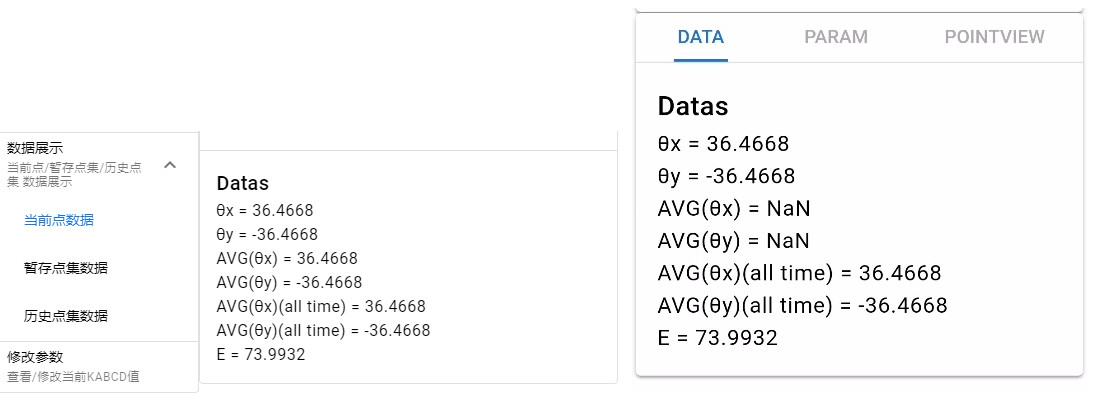 数据展示
当前点/暂存点集/历史点
集 数据展示
当前点数据
暂存点集数据
历史点集数据
修改参数
查看/修改当前KABCD值
Datas
θx = 36.4668
θy = -36.4668
AVG(θx) = 36.4668
AVG(θy) = -36.4668
AVG(θx)(all time) = 36.4668
AVG(θy)(all time) = -36.4668
E = 73.9932
DATA PARAM POINTVIEW
Datas
θx = 36.4668
θy = -36.4668
AVG(θx) = NaN
AVG(θy) = NaN
AVG(θx)(all time) = 36.4668
AVG(θy)(all time) = -36.4668
E = 73.9932